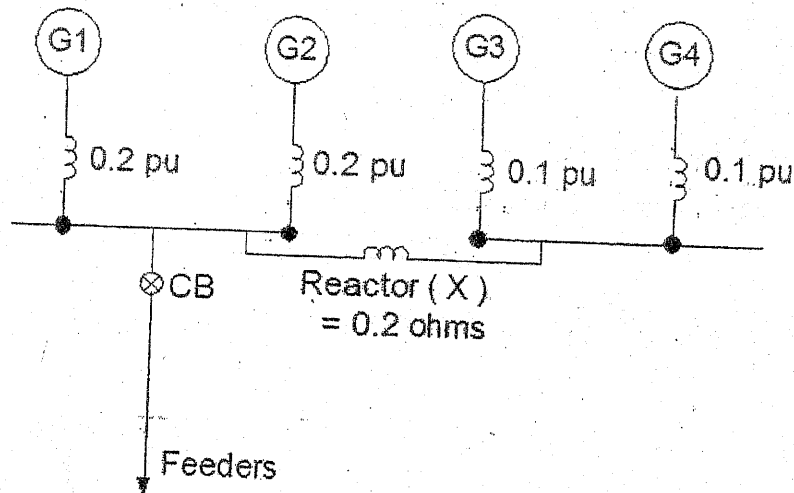 G1
G2
G3
G4
0.2 pu
0.2 pu
0.1 pu
0.1 pu
CB
Reactor ( X )
= 0.2 ohms
Feeders